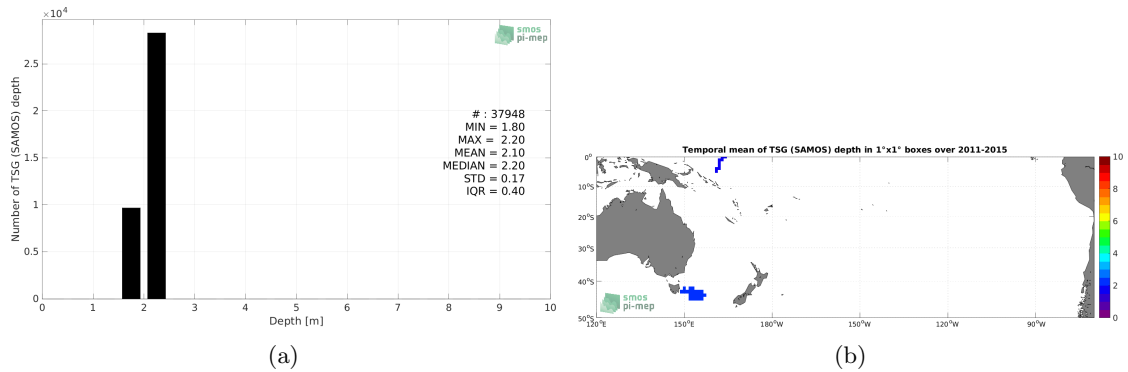 ×10⁴
smos
pi-mep
Number of TSG (SAMOS) depth
2.5
2
1.5
1
0.5
0
# : 37948
MIN = 1.80
MAX = 2.20
MEAN = 2.10
MEDIAN = 2.20
STD = 0.17
IQR = 0.40
0 1 2 3 4 5 6 7 8 9 10
Depth [m]
(a)
Temporal mean of TSG (SAMOS) depth in 1°x1° boxes over 2011-2015
0°
10°S
20°S
30°S
40°S
50°S
smos
pi-mep
120°E 150°E 180°W 150°W 120°W 90°W
10
8
6
4
2
0
(b)